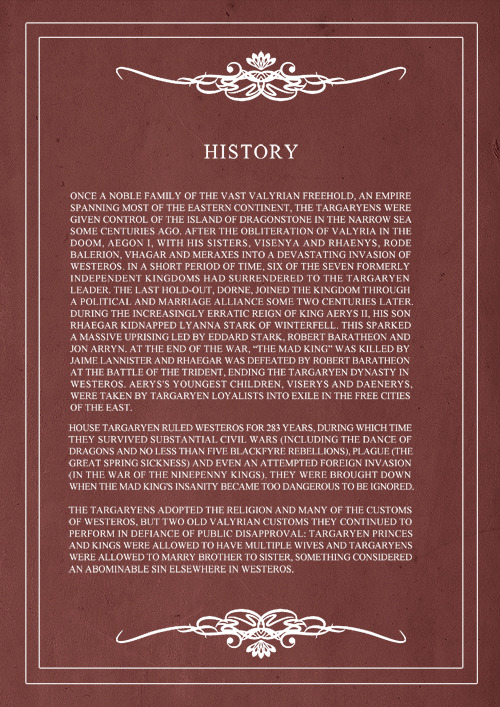 HISTORY
ONCE A NOBLE FAMILY OF THE VAST VALYRIAN FREEHOLD, AN EMPIRE
SPANNING MOST OF THE EASTERN CONTINENT, THE TARGARYENS WERE
GIVEN CONTROL OF THE ISLAND OF DRAGONSTONE IN THE NARROW SEA
SOME CENTURIES AGO. AFTER THE OBLITERATION OF VALYRIA IN THE
DOOM, AEGON I, WITH HIS SISTERS, VISENYA AND RHAENYS, RODE
BALERION, VHAGAR AND MERAXES INTO A DEVASTATING INVASION OF
WESTEROS. IN A SHORT PERIOD OF TIME, SIX OF THE SEVEN FORMERLY
INDEPENDENT KINGDOMS HAD SURRENDERED TO THE TARGARYEN
LEADER. THE LAST HOLD-OUT, DORNE, JOINED THE KINGDOM THROUGH
A POLITICAL AND MARRIAGE ALLIANCE SOME TWO CENTURIES LATER.
DURING THE INCREASINGLY ERRATIC REIGN OF KING AERYS II, HIS SON
RHAEGAR KIDNAPPED LYANNA STARK OF WINTERFELL. THIS SPARKED
A MASSIVE UPRISING LED BY EDDARD STARK, ROBERT BARATHEON AND
JON ARRYN. AT THE END OF THE WAR, “THE MAD KING” WAS KILLED BY
JAIME LANNISTER AND RHAEGAR WAS DEFEATED BY ROBERT BARATHEON
AT THE BATTLE OF THE TRIDENT, ENDING THE TARGARYEN DYNASTY IN
WESTEROS. AERYS'S YOUNGEST CHILDREN, VISERYS AND DAENERYS,
WERE TAKEN BY TARGARYEN LOYALISTS INTO EXILE IN THE FREE CITIES
OF THE EAST.
HOUSE TARGARYEN RULED WESTEROS FOR 283 YEARS, DURING WHICH TIME
THEY SURVIVED SUBSTANTIAL CIVIL WARS (INCLUDING THE DANCE OF
DRAGONS AND NO LESS THAN FIVE BLACKFYRE REBELLIONS), PLAGUE (THE
GREAT SPRING SICKNESS) AND EVEN AN ATTEMPTED FOREIGN INVASION
(IN THE WAR OF THE NINEPENNY KINGS). THEY WERE BROUGHT DOWN
WHEN THE MAD KING'S INSANITY BECAME TOO DANGEROUS TO BE IGNORED.
THE TARGARYENS ADOPTED THE RELIGION AND MANY OF THE CUSTOMS
OF WESTEROS, BUT TWO OLD VALYRIAN CUSTOMS THEY CONTINUED TO
PERFORM IN DEFIANCE OF PUBLIC DISAPPROVAL: TARGARYEN PRINCES
AND KINGS WERE ALLOWED TO HAVE MULTIPLE WIVES AND TARGARYENS
WERE ALLOWED TO MARRY BROTHER TO SISTER, SOMETHING CONSIDERED
AN ABOMINABLE SIN ELSEWHERE IN WESTEROS.